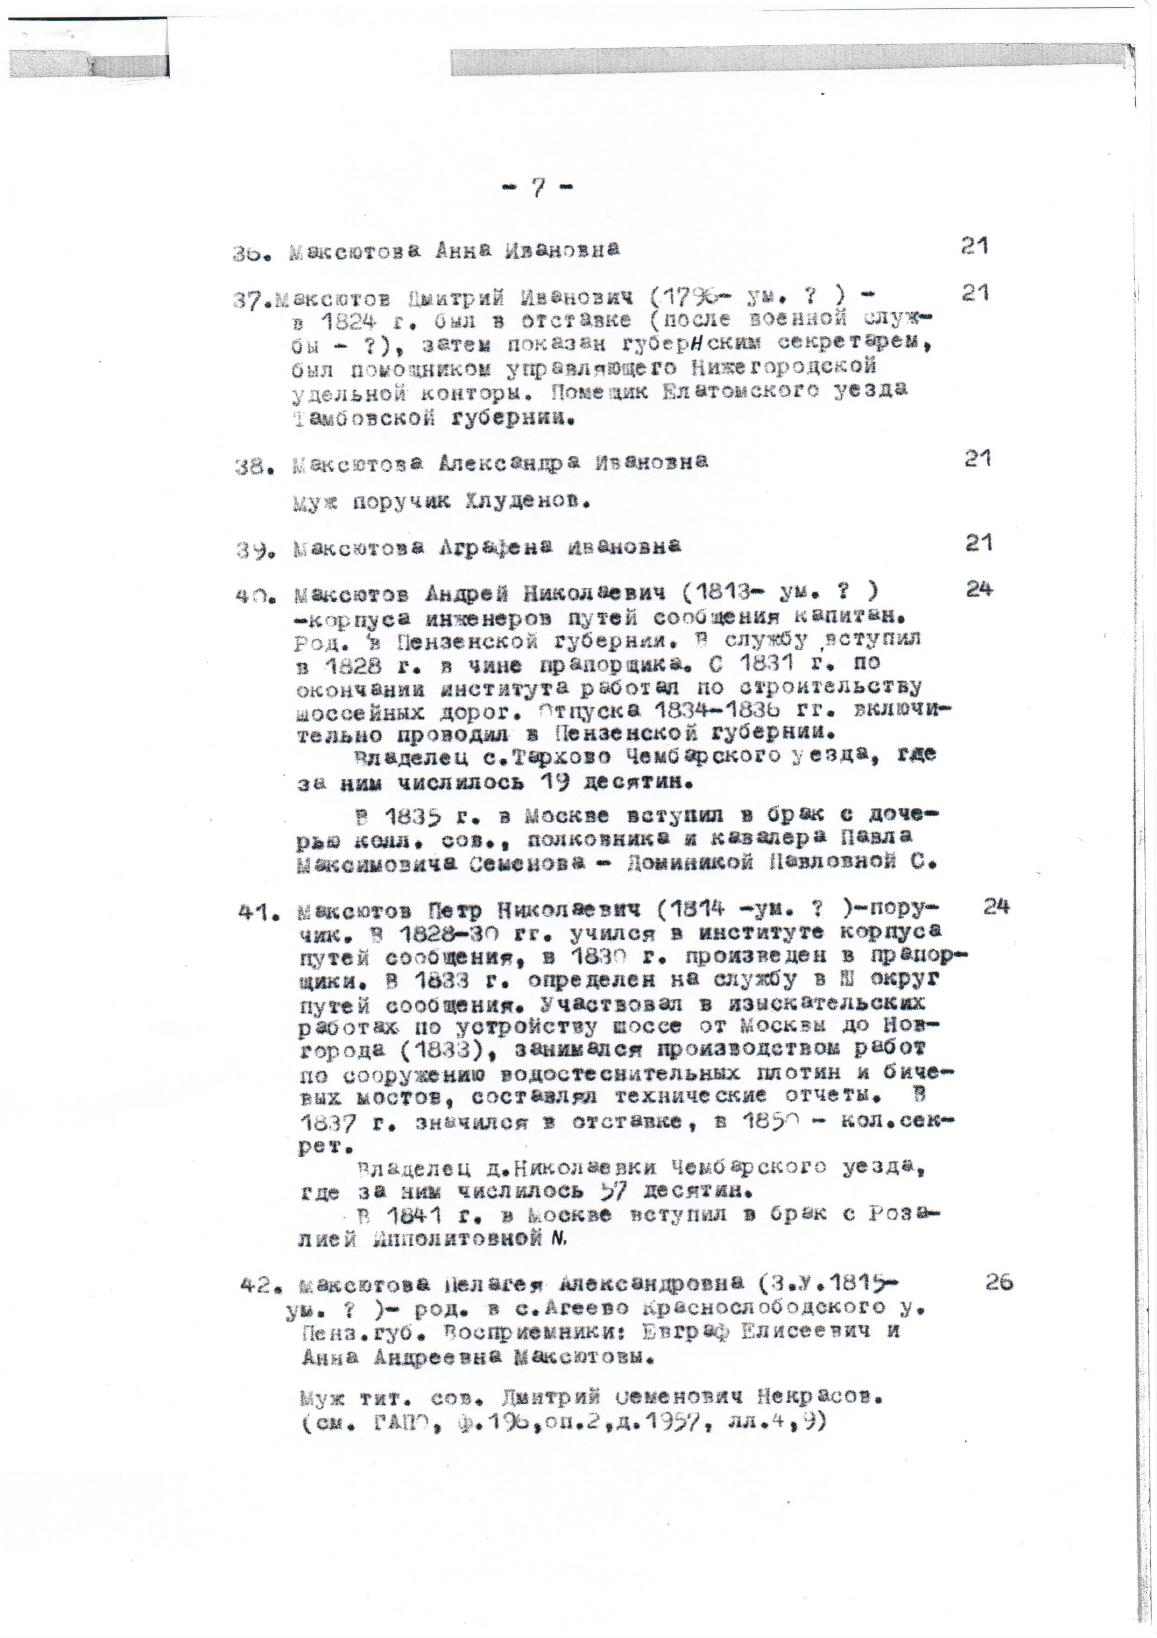 - 7 -
36. Максютова Анна Ивановна 21
37. Максютов Дмитрий Иванович (1796- ум. ? ) - 21
в 1824 г. был в отставке (после военной служ-
бы - ?), затем показан губернским секретарем,
был помощником управляющего Нижегородской
удельной конторы. Помещик Елатомского уезда
Тамбовской губернии.
38. Максютова Александра Ивановна 21
Муж поручик Хлуденов.
39. Максютова Аграфена Ивановна 21
40. Максютов Андрей Николаевич (1813- ум. ? ) 24
-корпуса инженеров путей сообщения капитан.
Род. в Пензенской губернии. В службу вступил
в 1828 г. в чине прапорщика. С 1831 г. по
окончании института работал по строительству
шоссейных дорог. Отпуска 1834-1836 гг. включи-
тельно проводил в Пензенской губернии.
Владелец с.Тархово Чембарского уезда, где
за ним числилось 19 десятин.
В 1835 г. в Москве вступил в брак с доче-
рью колл. сов., полковника и кавалера Павла
Максимовича Семенова - Доминикой Павловной С.
41. Максютов Петр Николаевич (1814 -ум. ? )-пору- 24
чик. В 1828-30 гг. учился в институте корпуса
путей сообщения, в 1830 г. произведен в прапор-
щики. В 1833 г. определен на службу в Ш округ
путей сообщения. Участвовал в изыскательских
работах по устройству шоссе от Москвы до Нов-
города (1833), занимался производством работ
по сооружению водостеснительных плотин и биче-
вых мостов, составлял технические отчеты. В
1837 г. значился в отставке, в 1850 - кол.сек-
рет.
Владелец д.Николаевки Чембарского уезда,
где за ним числилось 57 десятин.
В 1841 г. в Москве вступил в брак с Роза-
лией Ипполитовной N.
42. Максютова Пелагея Александровна (3.У.1815- 26
ум. ? )- род. в с.Агеево Краснослободского у.
Пенз.губ. Восприемники: Евграф Елисеевич и
Анна Андреевна Максютовы.
Муж тит. сов. Дмитрий Семенович Некрасов.
(см. ГАПО, ф.196,оп.2,д.1957, лл.4,9)